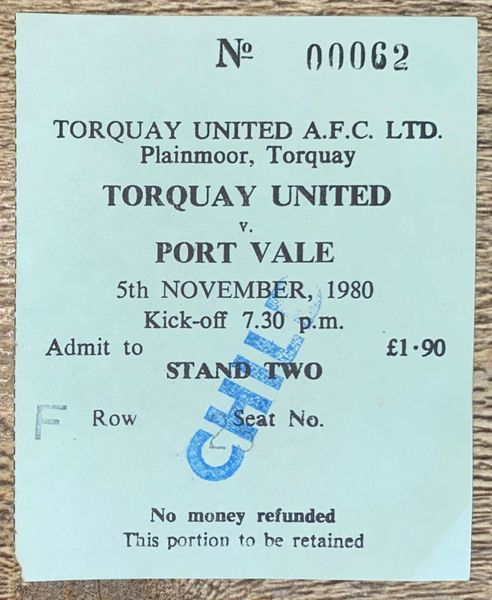 Nº 00062
TORQUAY UNITED A.F.C. LTD.
Plainmoor, Torquay
TORQUAY UNITED
v.
PORT VALE
5th NOVEMBER, 1980
Kick-off 7.30 p.m.
Admit to £1·90
STAND TWO
CHILD
F Row Seat No.
No money refunded
This portion to be retained